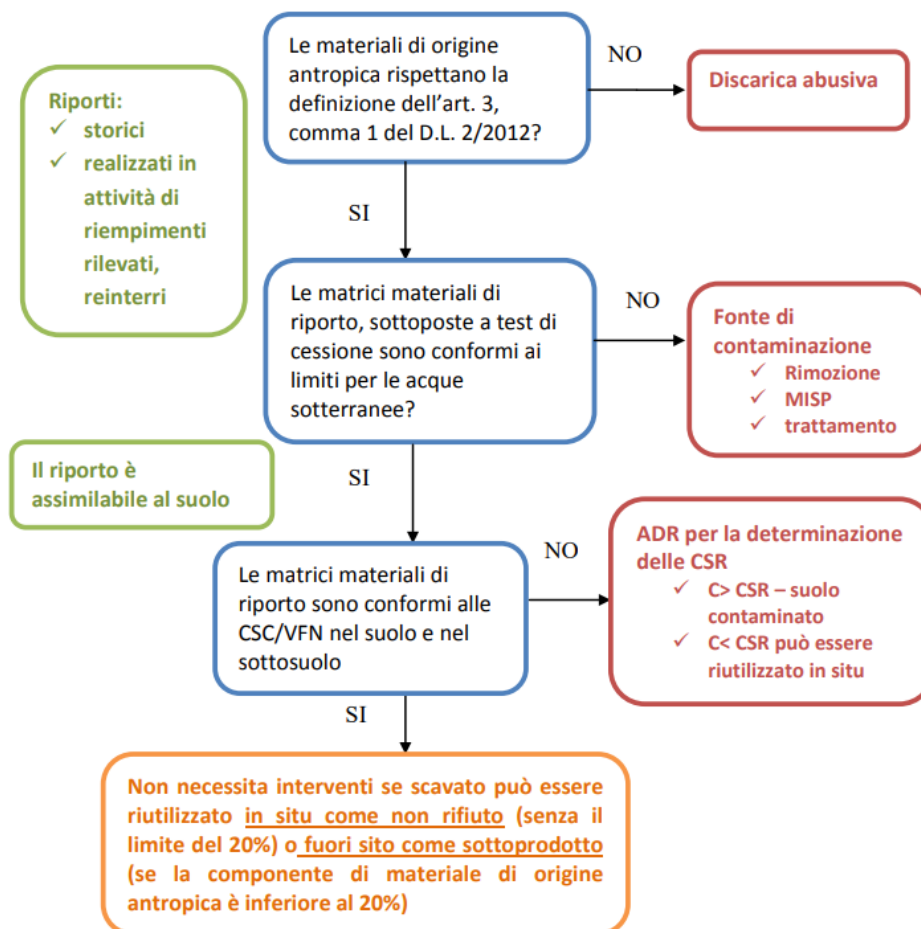 Le materiali di origine
antropica rispettano la
definizione dell'art. 3,
comma 1 del D.L. 2/2012?
NO
Discarica abusiva
Riporti:
✓ storici
✓ realizzati in
attività di
riempimenti
rilevati,
reinterri
SI
Le matrici materiali di
riporto, sottoposte a test di
cessione sono conformi ai
limiti per le acque
sotterranee?
NO
Fonte di
contaminazione
✓ Rimozione
✓ MISP
✓ trattamento
Il riporto è
assimilabile al suolo
SI
Le matrici materiali di
riporto sono conformi alle
CSC/VFN nel suolo e nel
sottosuolo
NO
ADR per la determinazione
delle CSR
✓ C> CSR – suolo
contaminato
✓ C< CSR può essere
riutilizzato in situ
SI
Non necessita interventi se scavato può essere
riutilizzato in situ come non rifiuto (senza il
limite del 20%) o fuori sito come sottoprodotto
(se la componente di materiale di origine
antropica è inferiore al 20%)